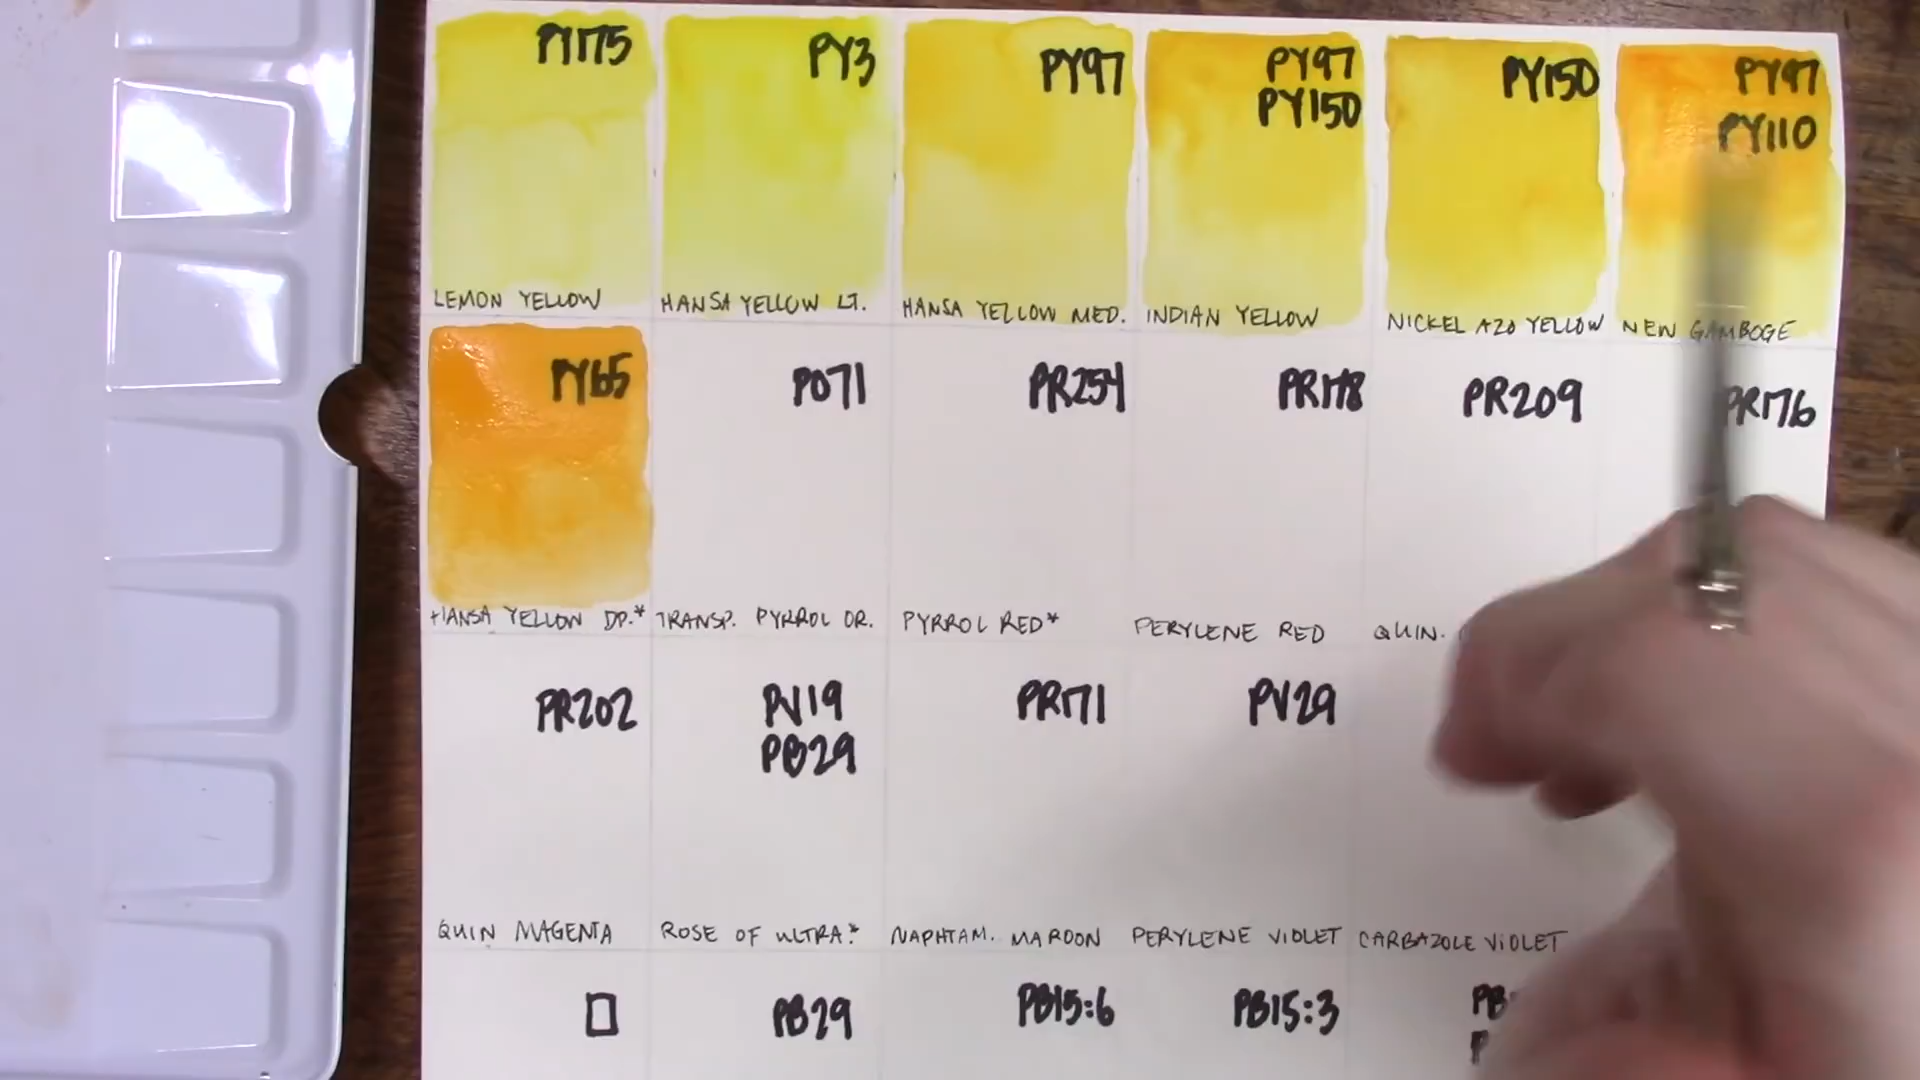 PY175
PY3
PY97
PY97
PY150
PY150
PY97
PY110
LEMON YELLOW
HANSA YELLOW LT.
HANSA YELLOW MED.
INDIAN YELLOW
NICKEL AZO YELLOW
NEW GAMBOGE
PY65
PO71
PR254
PR178
PR209
PR176
HANSA YELLOW DP.*
TRANSP. PYRROL OR.
PYRROL RED*
PERYLENE RED
QUIN.
PR202
PV19
PB29
PR171
PV29
QUIN MAGENTA
ROSE OF ULTRA.*
NAPHTAM. MAROON
PERYLENE VIOLET
CARBAZOLE VIOLET
PB29
PB15:6
PB15:3